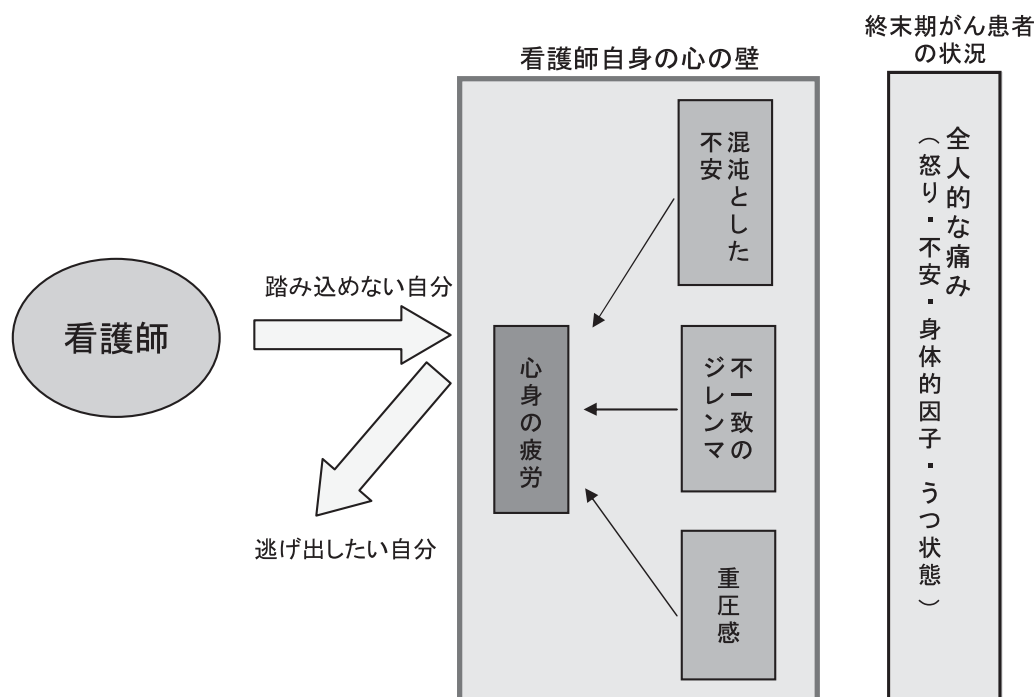 終末期がん患者
の状況
看護師自身の心の壁
混沌とした
不安
全人的な痛み
（怒り・不安・身体的因子・うつ状態）
踏み込めない自分
看護師
心身の疲労
不一致の
ジレンマ
逃げ出したい自分
重圧感